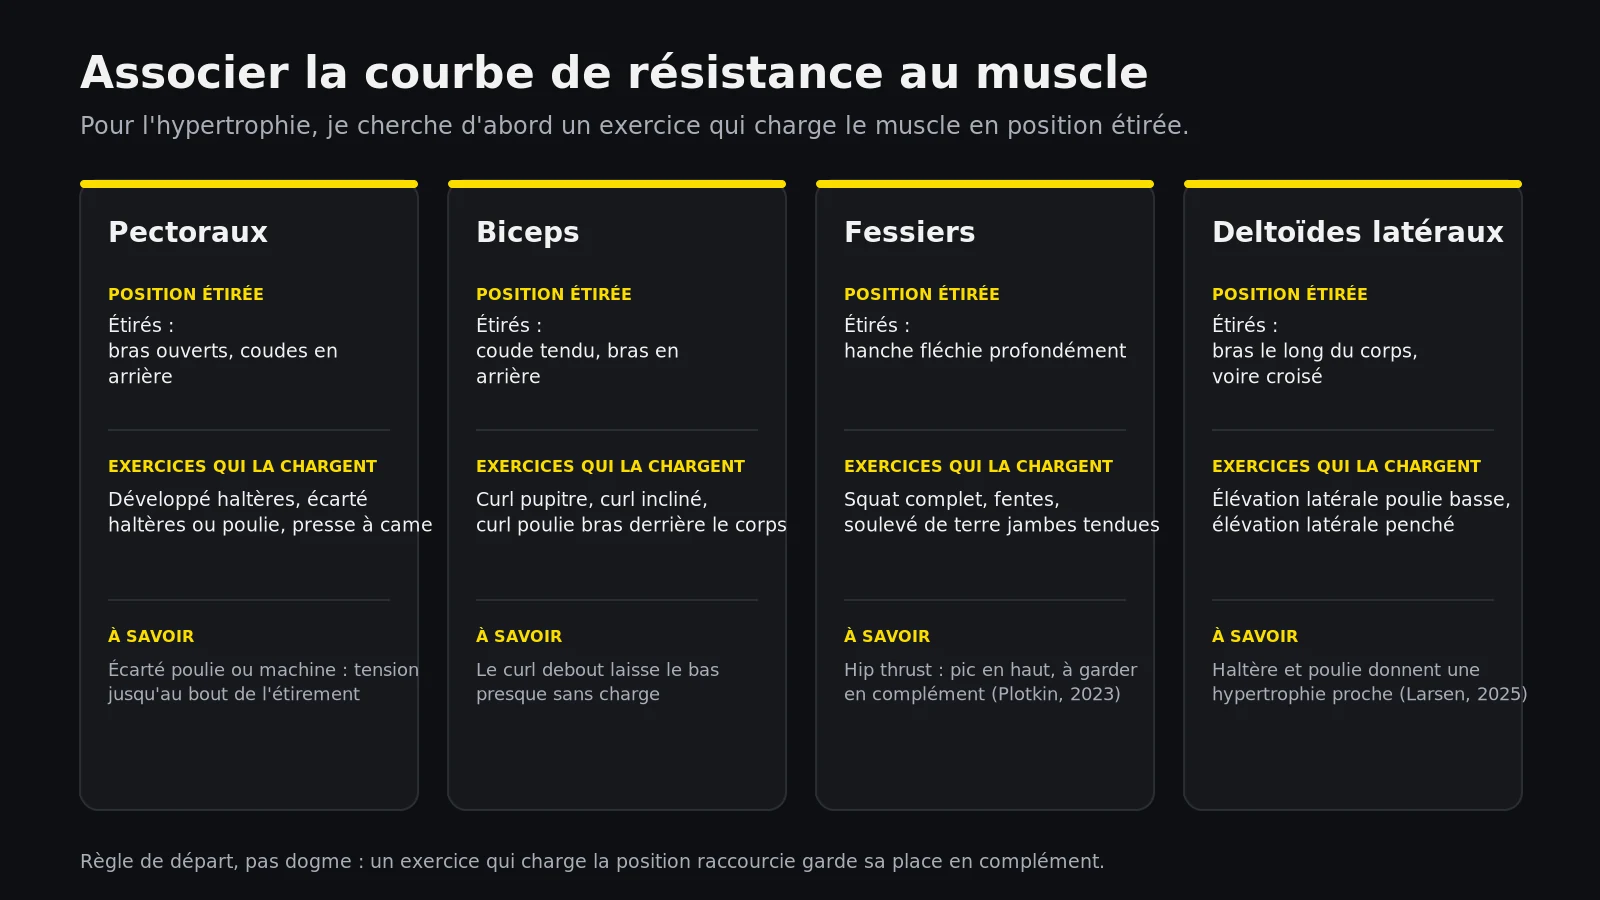 Associer la courbe de résistance au muscle
Pour l'hypertrophie, je cherche d'abord un exercice qui charge le muscle en position étirée.
Pectoraux
POSITION ÉTIRÉE
Étirés :
bras ouverts, coudes en
arrière
EXERCICES QUI LA CHARGENT
Développé haltères, écarté
haltères ou poulie, presse à came
À SAVOIR
Écarté poulie ou machine : tension
jusqu'au bout de l'étirement
Biceps
POSITION ÉTIRÉE
Étirés :
coude tendu, bras en
arrière
EXERCICES QUI LA CHARGENT
Curl pupitre, curl incliné,
curl poulie bras derrière le corps
À SAVOIR
Le curl debout laisse le bas
presque sans charge
Fessiers
POSITION ÉTIRÉE
Étirés :
hanche fléchie profondément
EXERCICES QUI LA CHARGENT
Squat complet, fentes,
soulevé de terre jambes tendues
À SAVOIR
Hip thrust : pic en haut, à garder
en complément (Plotkin, 2023)
Deltoïdes latéraux
POSITION ÉTIRÉE
Étirés :
bras le long du corps,
voire croisé
EXERCICES QUI LA CHARGENT
Élévation latérale poulie basse,
élévation latérale penché
À SAVOIR
Haltère et poulie donnent une
hypertrophie proche (Larsen, 2025)
Règle de départ, pas dogme : un exercice qui charge la position raccourcie garde sa place en complément.